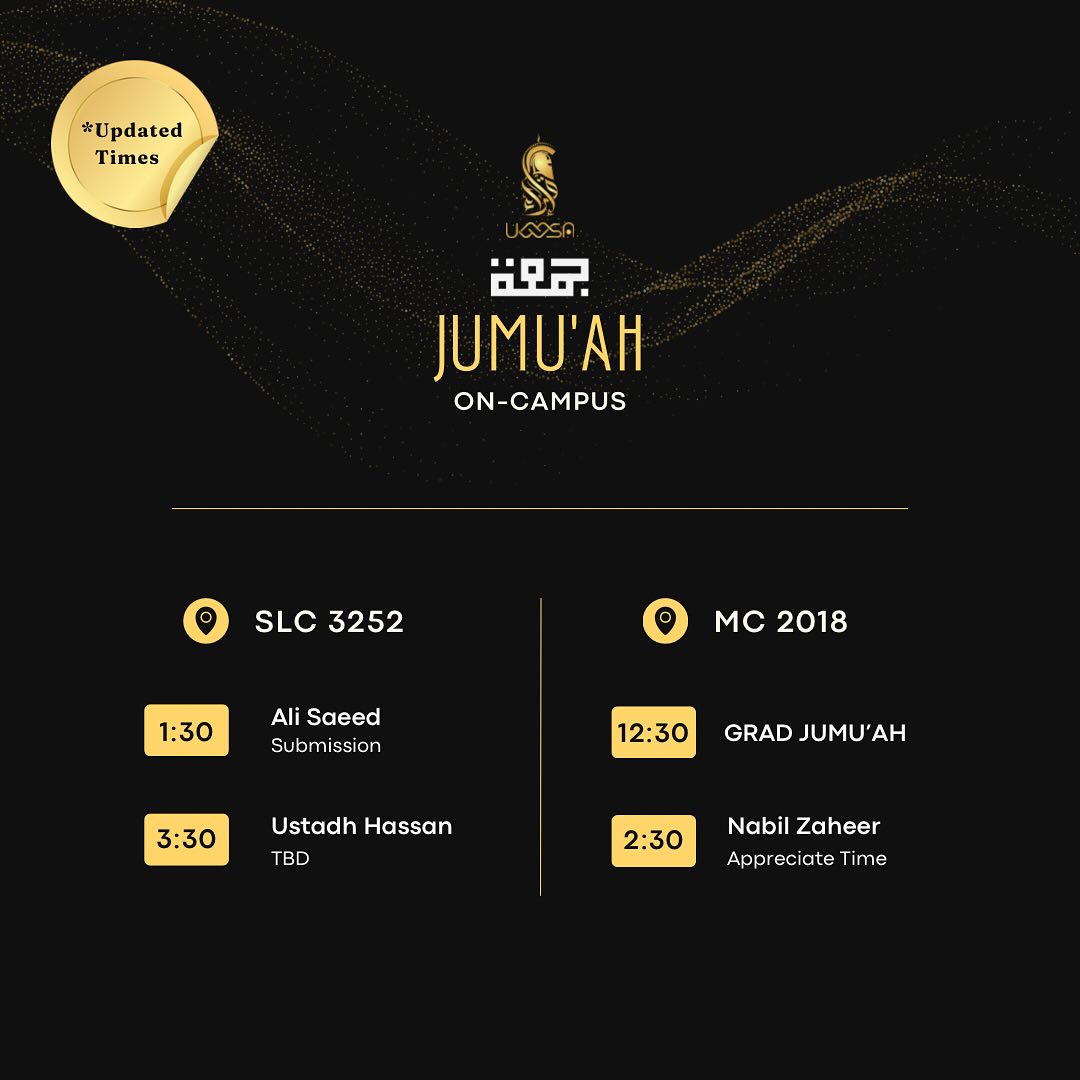 *Updated
Times
جمعة
JUMU'AH
ON-CAMPUS
SLC 3252
1:30
Ali Saeed
Submission
3:30
Ustadh Hassan
TBD
MC 2018
12:30
GRAD JUMU’AH
2:30
Nabil Zaheer
Appreciate Time